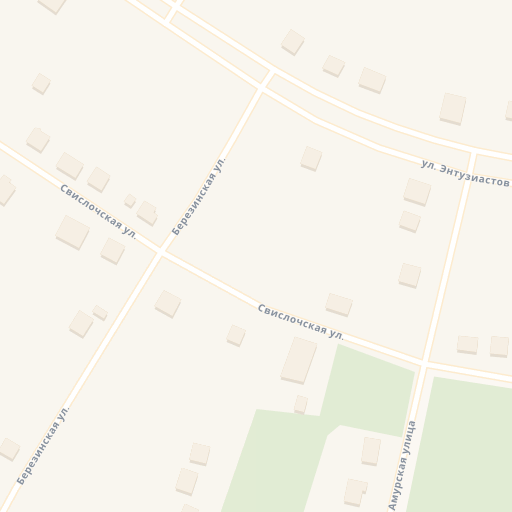 ул. Энтузиастов
Березинская ул.
Свислочская ул.
Свислочская ул.
Березинская ул.
Амурская улица